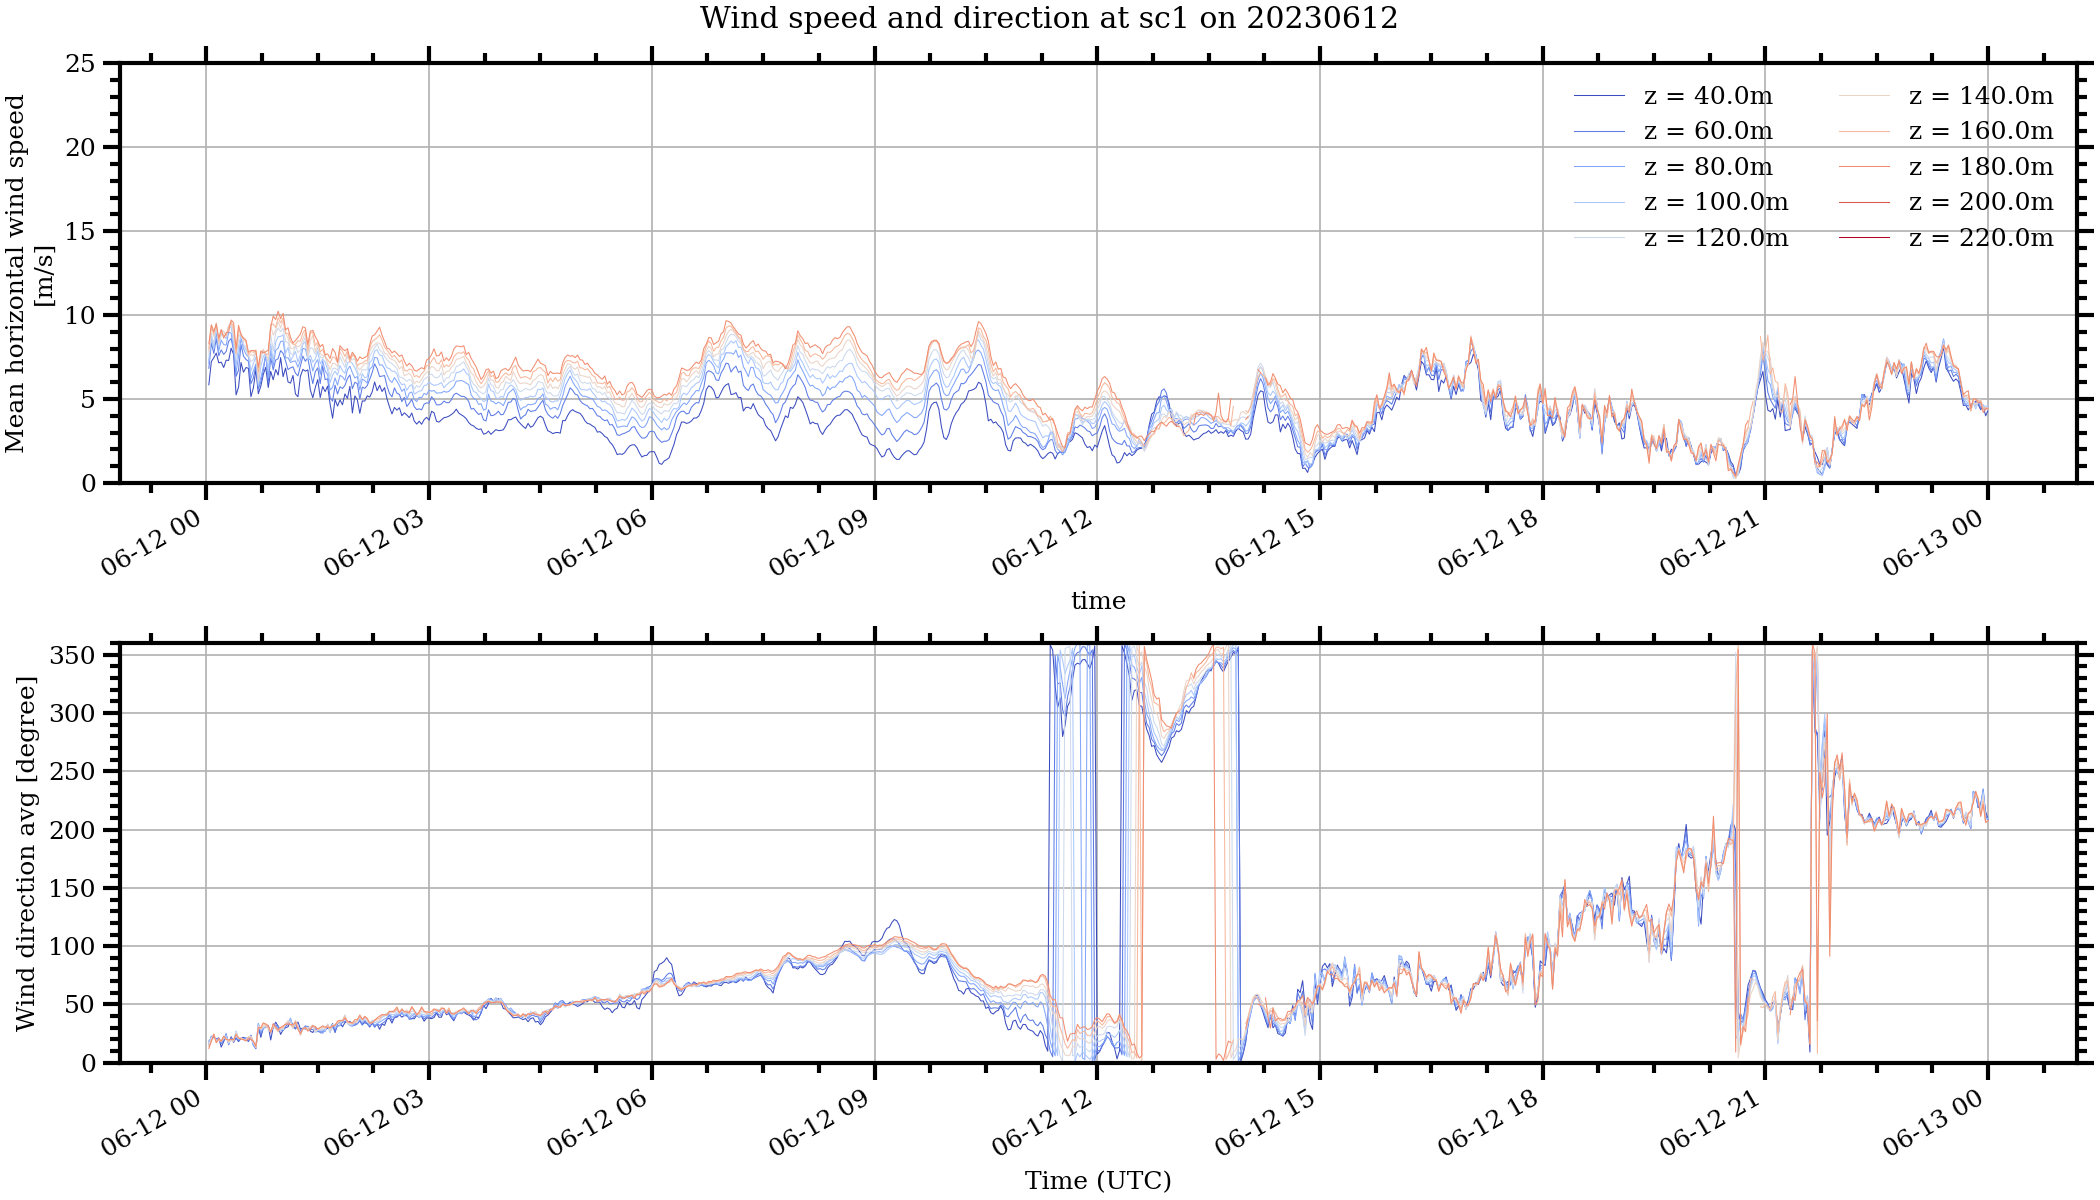 Wind speed and direction at sc1 on 20230612
Mean horizontal wind speed
[m/s]
25
20
15
10
5
0
z = 40.0m
z = 60.0m
z = 80.0m
z = 100.0m
z = 120.0m
z = 140.0m
z = 160.0m
z = 180.0m
z = 200.0m
z = 220.0m
06-12 00
06-12 03
06-12 06
06-12 09
06-12 12
06-12 15
06-12 18
06-12 21
06-13 00
time
Wind direction avg [degree]
350
300
250
200
150
100
50
0
06-12 00
06-12 03
06-12 06
06-12 09
06-12 12
06-12 15
06-12 18
06-12 21
06-13 00
Time (UTC)